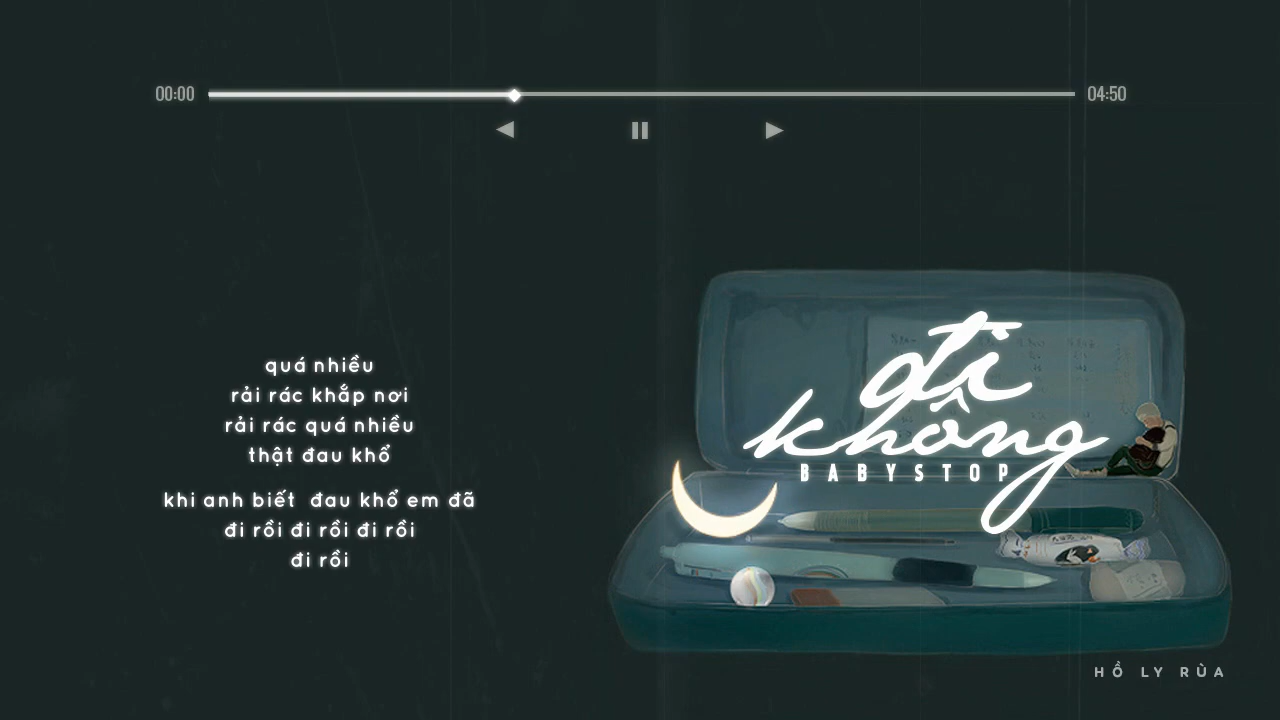 00:00
04:50
quá nhiều
rải rác khắp nơi
rải rác quá nhiều
thật đau khổ
khi anh biết đau khổ em đã
đi rồi đi rồi đi rồi
đi rồi
đi
không
BABYSTOP
HỒ LY RÙA